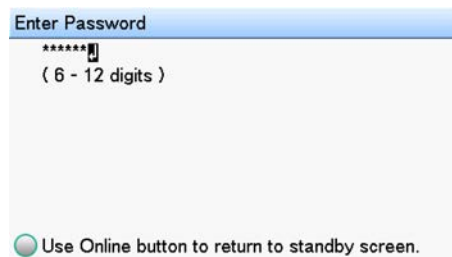 Enter Password
******
( 6 - 12 digits )
Use Online button to return to standby screen.